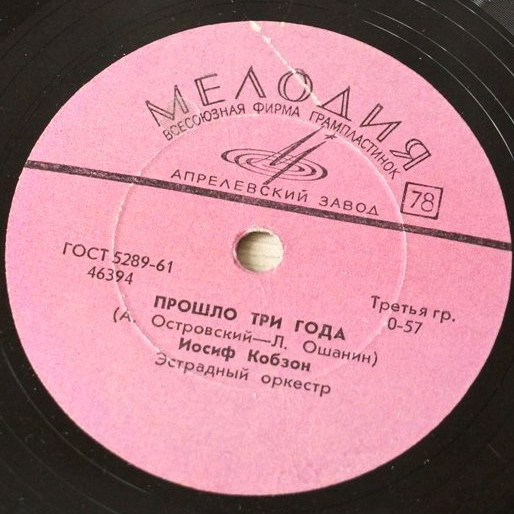 МЕЛОДИЯ
ВСЕСОЮЗНАЯ ФИРМА ГРАМПЛАСТИНОК
АПРЕЛЕВСКИЙ ЗАВОД
78
ГОСТ 5289-61
46394
Третья гр.
0-57
ПРОШЛО ТРИ ГОДА
(А. Островский—Л. Ошанин)
Иосиф Кобзон
Эстрадный оркестр